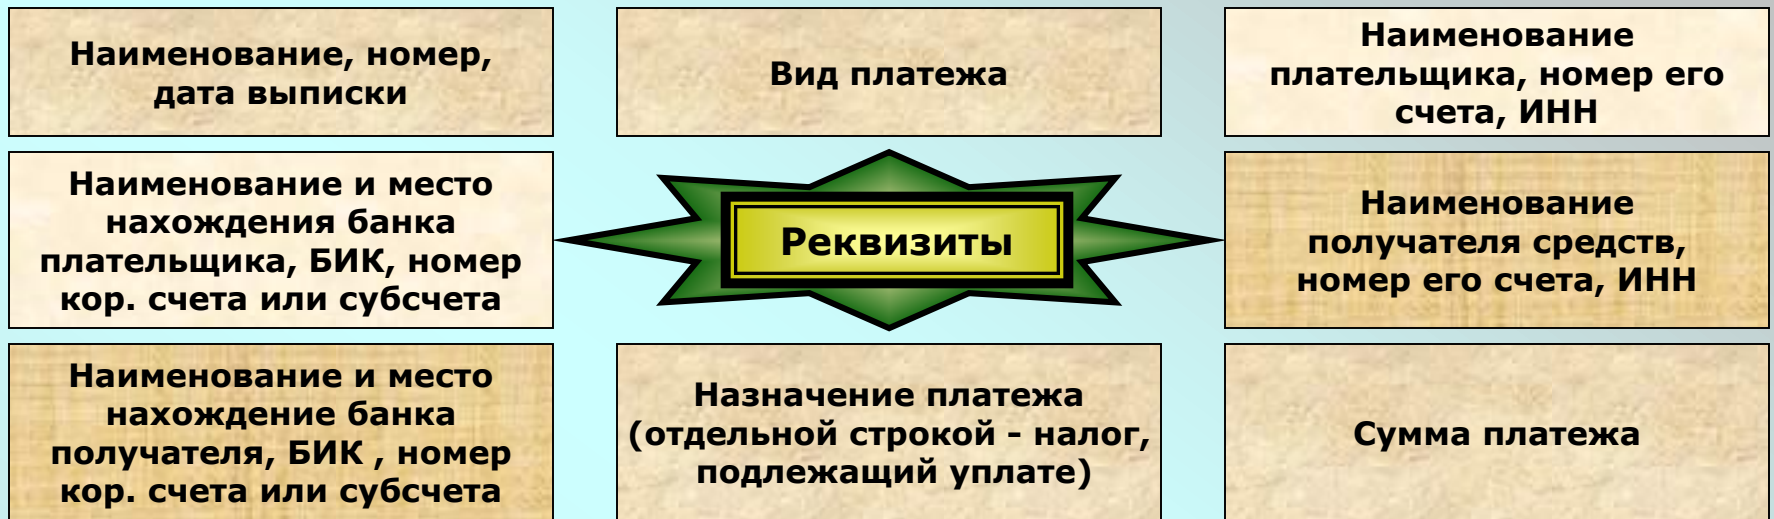 Наименование, номер,
дата выписки
Вид платежа
Наименование
плательщика, номер его
счета, ИНН
Наименование и место
нахождения банка
плательщика, БИК, номер
кор. счета или субсчета
Реквизиты
Наименование
получателя средств,
номер его счета, ИНН
Наименование и место
нахождение банка
получателя, БИК , номер
кор. счета или субсчета
Назначение платежа
(отдельной строкой - налог,
подлежащий уплате)
Сумма платежа